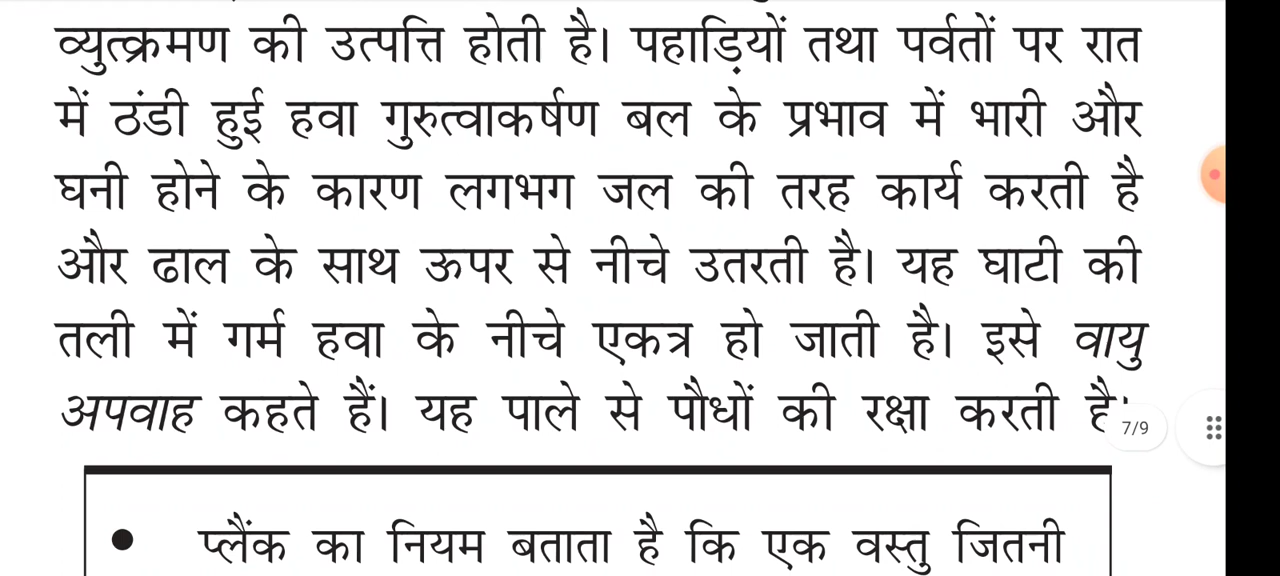 व्युत्क्रमण की उत्पत्ति होती है। पहाड़ियों तथा पर्वतों पर रात
में ठंडी हुई हवा गुरुत्वाकर्षण बल के प्रभाव में भारी और
घनी होने के कारण लगभग जल की तरह कार्य करती है
और ढाल के साथ ऊपर से नीचे उतरती है। यह घाटी की
तली में गर्म हवा के नीचे एकत्र हो जाती है। इसे वायु
अपवाह कहते हैं। यह पाले से पौधों की रक्षा करती है।
7/9
• प्लैंक का नियम बताता है कि एक वस्तु जितनी